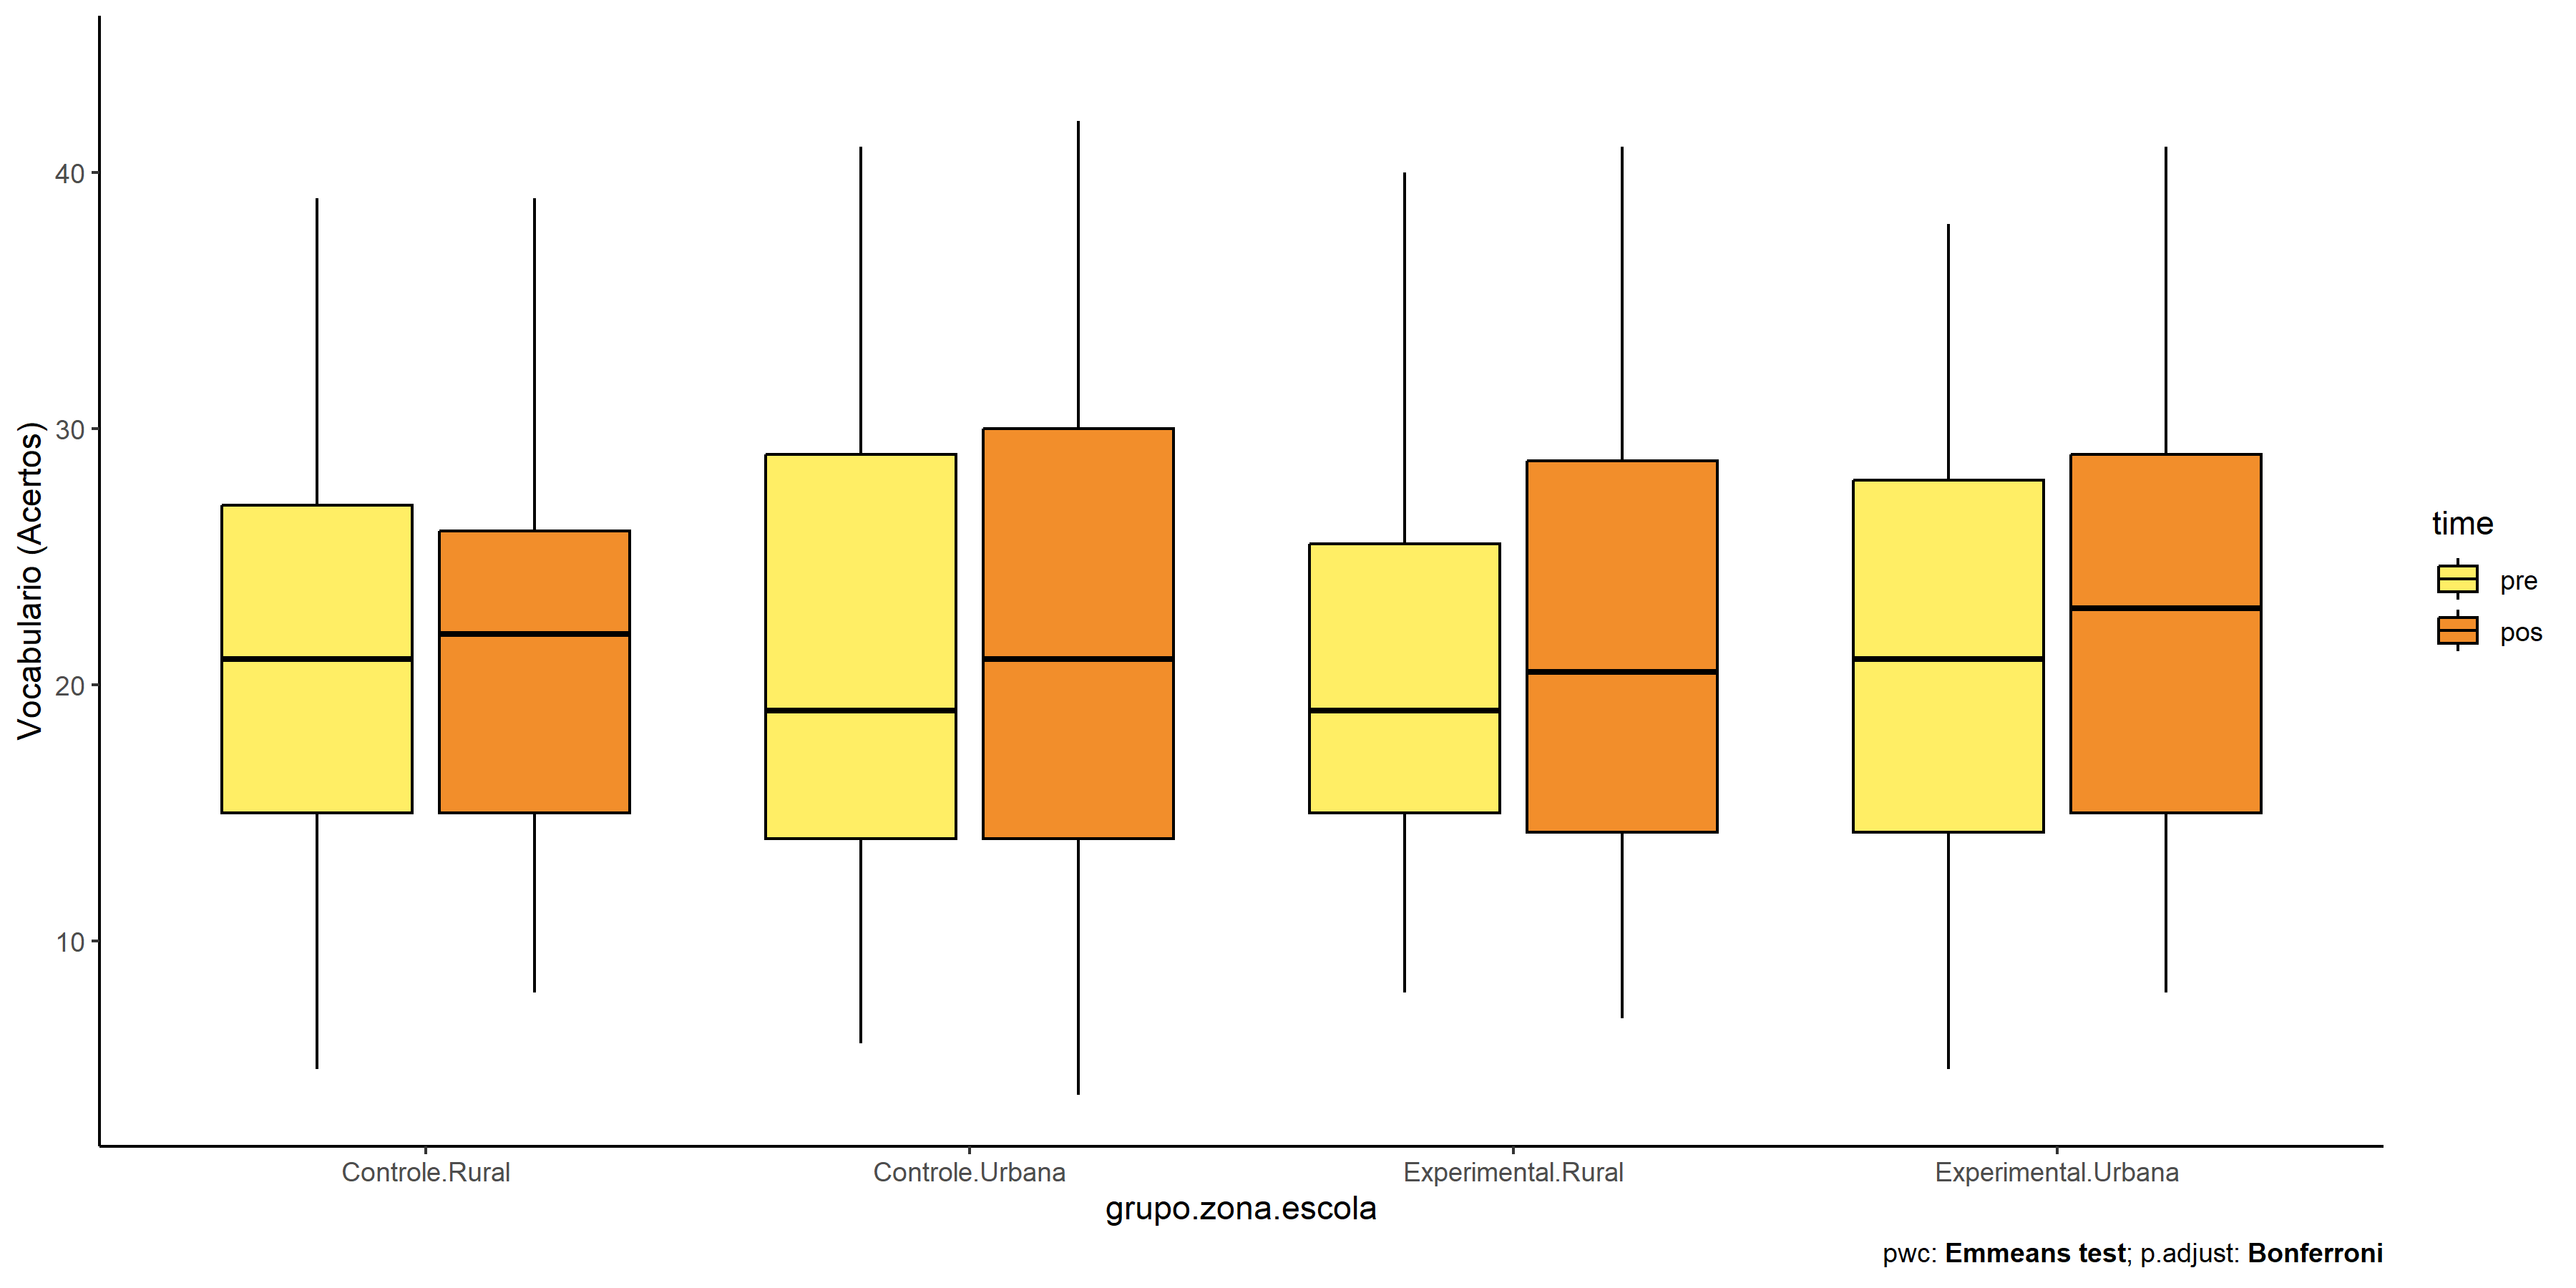 Vocabulario (Acertos)
40
30
20
10
Controle.Rural
Controle.Urbana
Experimental.Rural
Experimental.Urbana
grupo.zona.escola
time
pre
pos
pwc: Emmeans test; p.adjust: Bonferroni